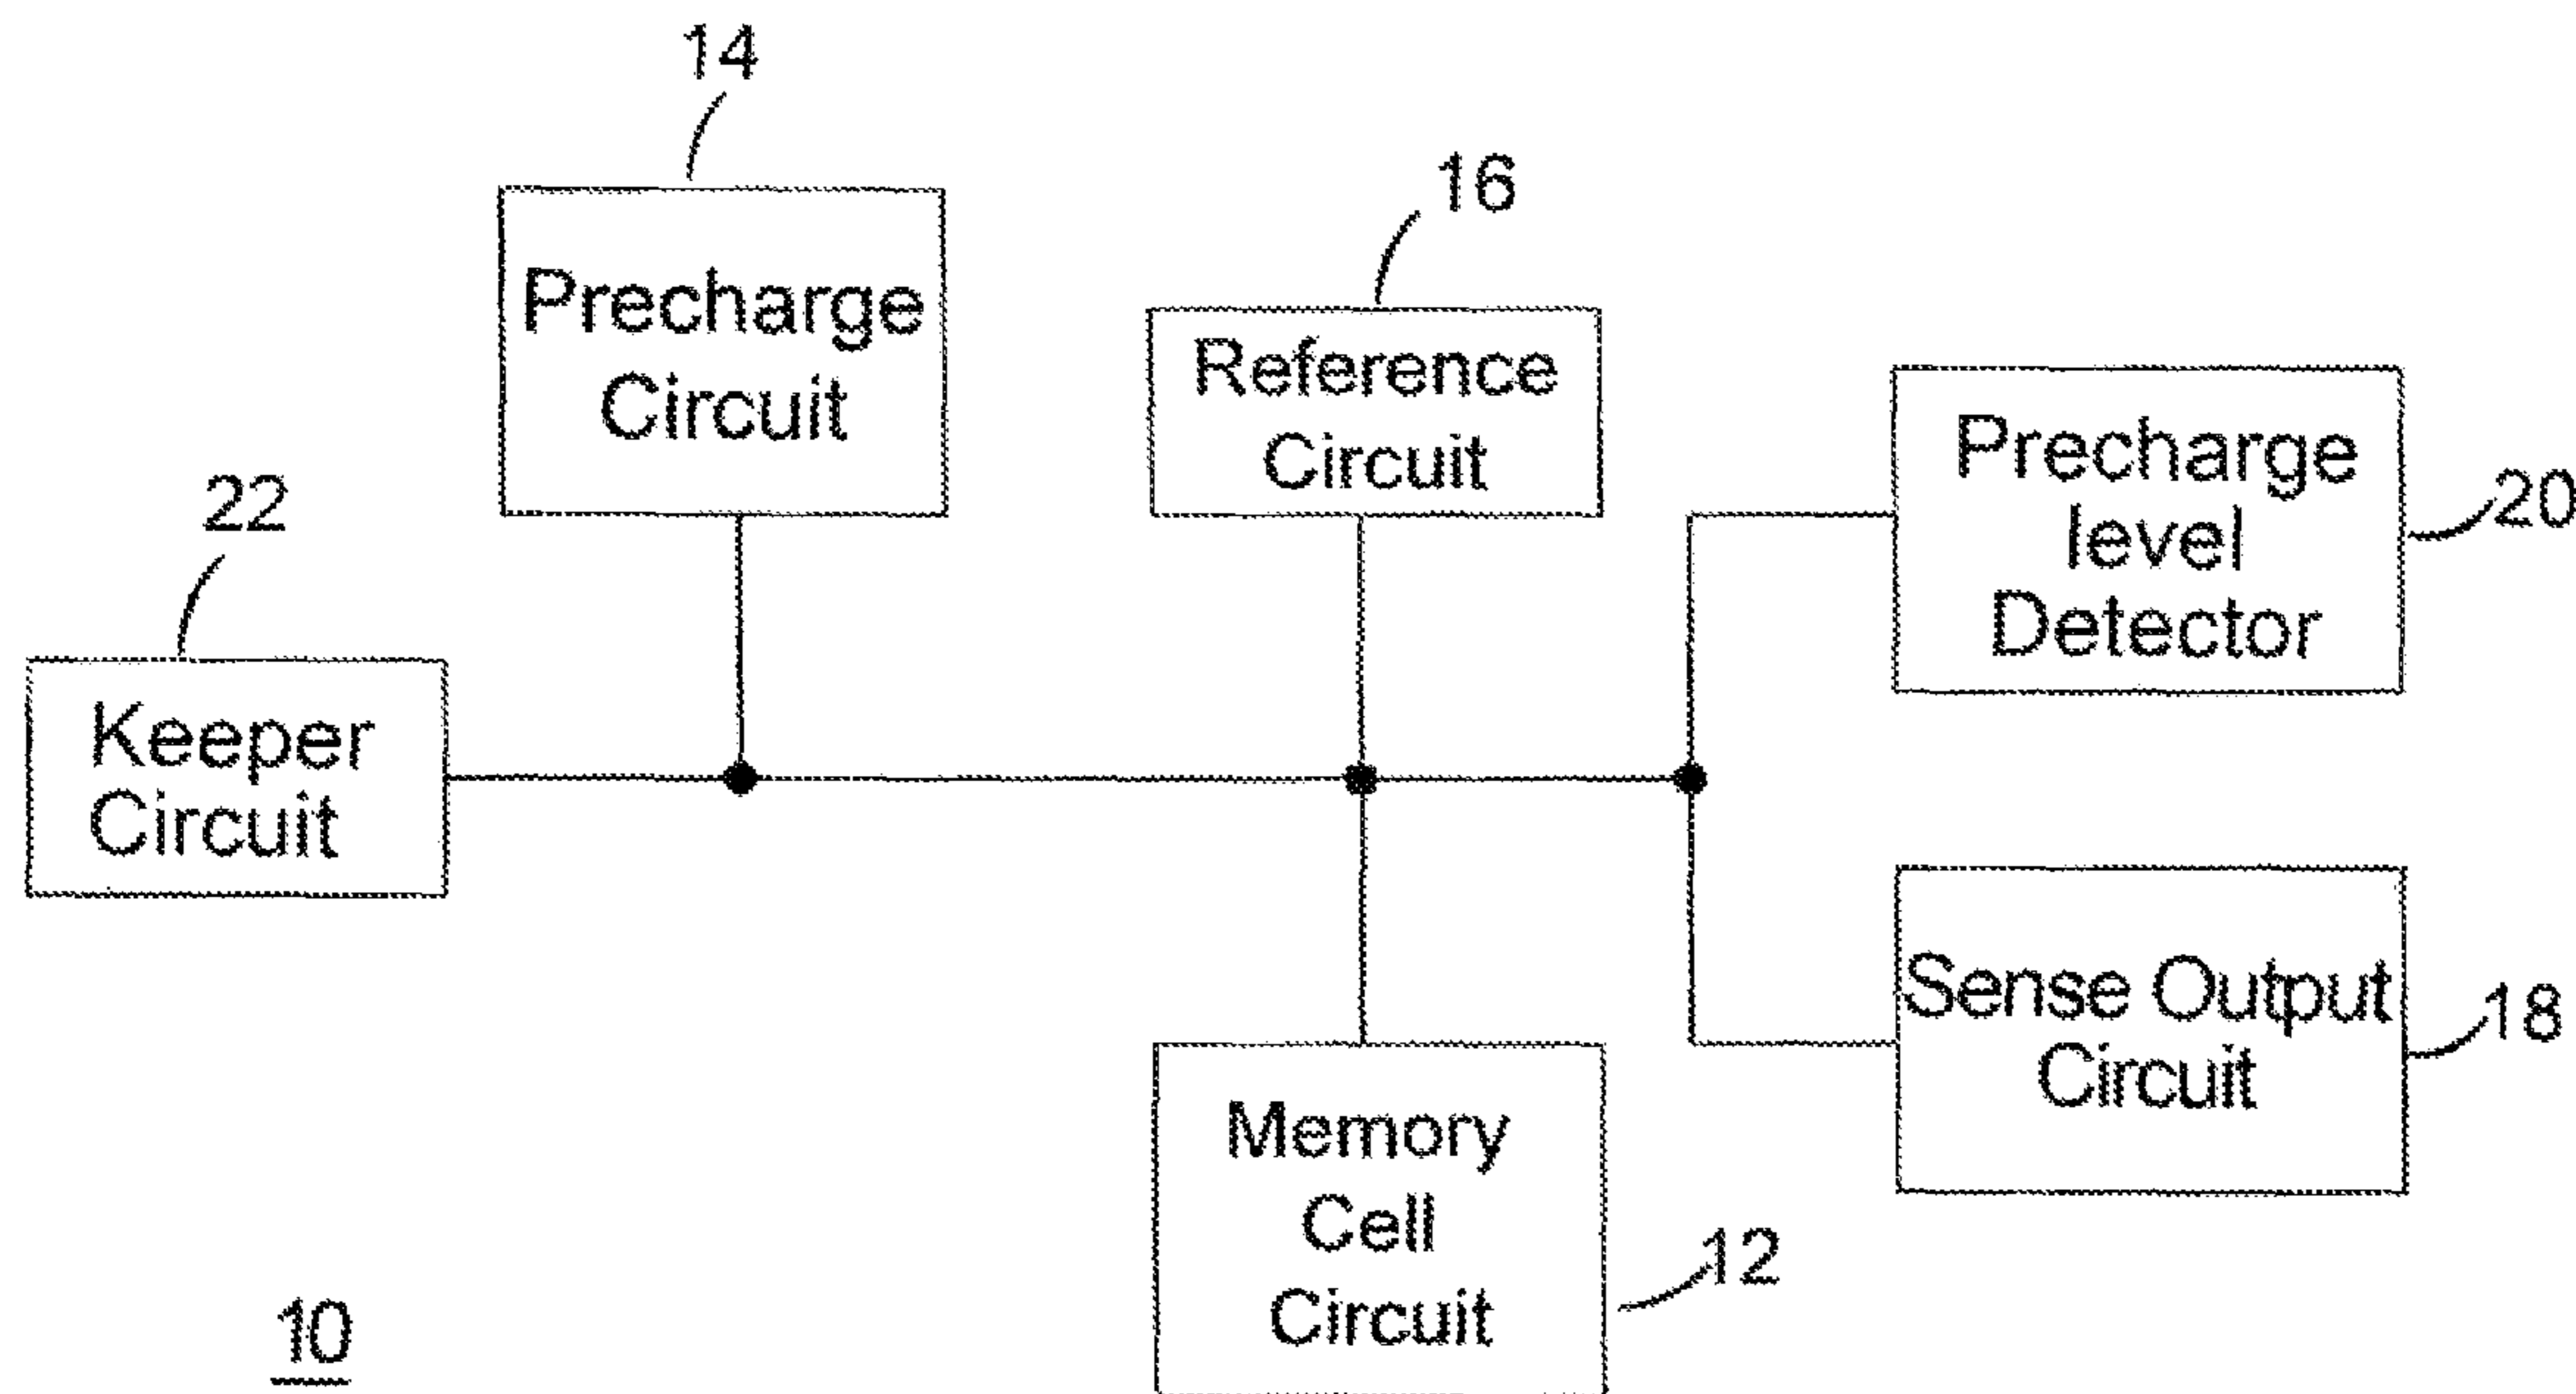 14
Precharge
Circuit
16
Reference
Circuit
Precharge
level
Detector
20
22
Keeper
Circuit
Sense Output
Circuit
18
Memory
Cell
Circuit
12
10